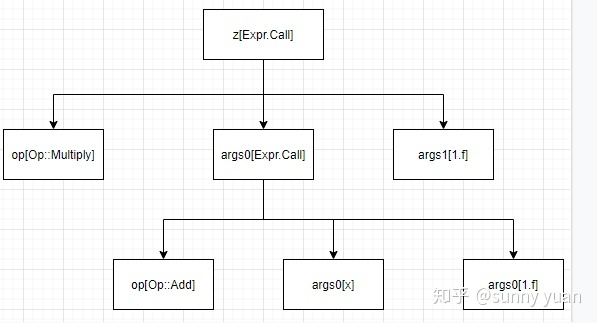 z[Expr.Call]
op[Op::Multiply]
args0[Expr.Call]
args1[1.f]
op[Op::Add]
args0[x]
args0[1.f]
知乎 @sunny yuan